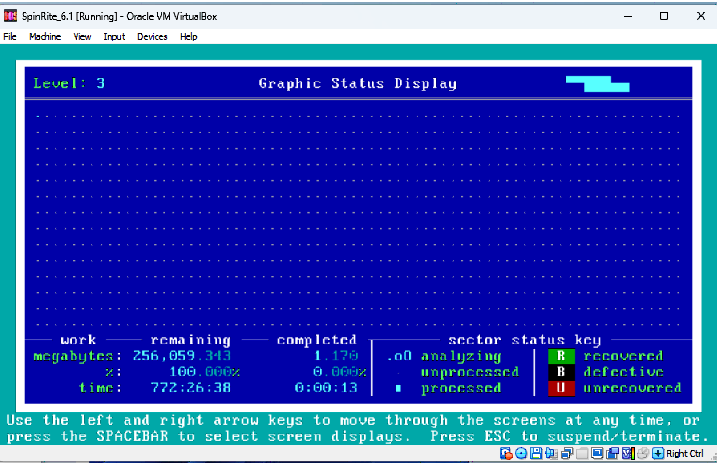 SpinRite_6.1 [Running] - Oracle VM VirtualBox
File Machine View Input Devices Help
Level: 3 Graphic Status Display
work remaining completed sector status key
megabytes: 256,059.343 1.170 .oO analyzing R recovered
%: 100.000% 0.000% unprocessed B defective
time: 772:26:38 0:00:13 processed U unrecovered
Use the left and right arrow keys to move through the screens at any time, or
press the SPACEBAR to select screen displays. Press ESC to suspend/terminate.
Right Ctrl